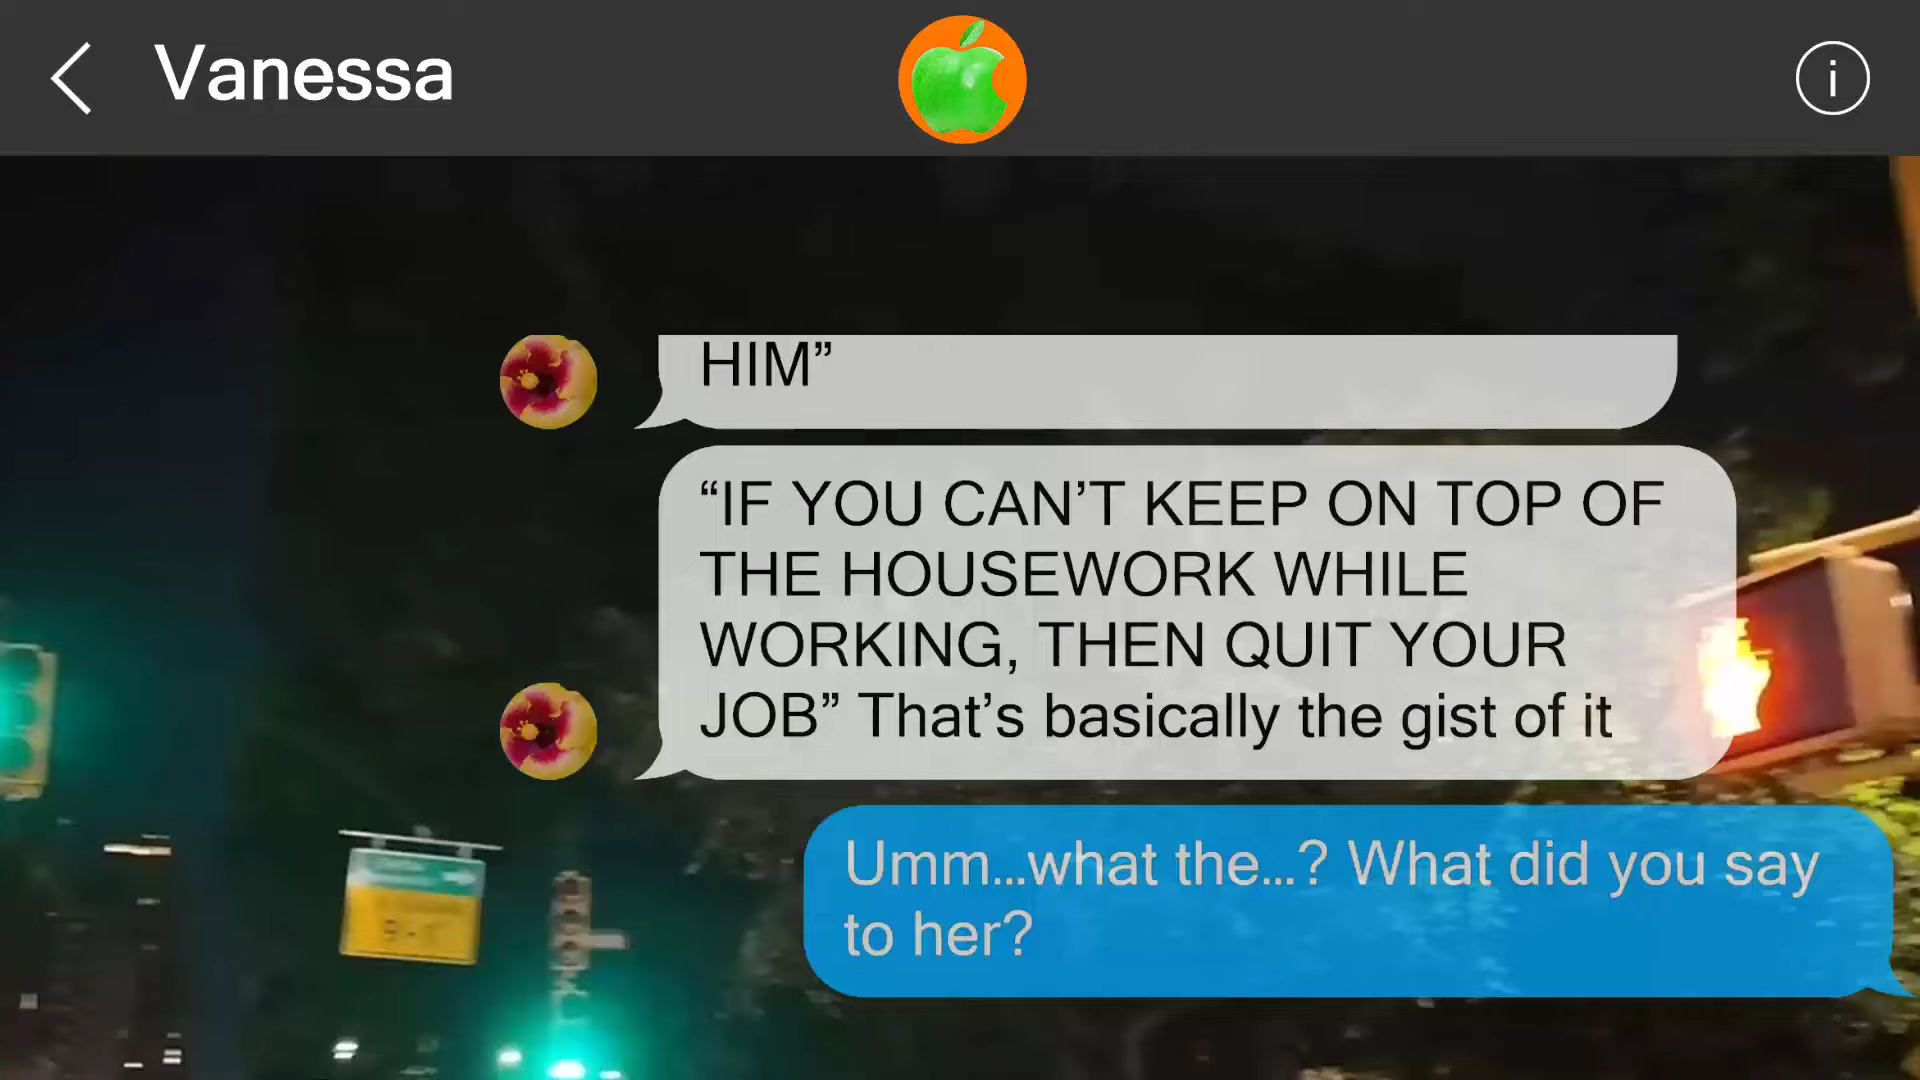 Vanessa
i
HIM”
“IF YOU CAN’T KEEP ON TOP OF
THE HOUSEWORK WHILE
WORKING, THEN QUIT YOUR
JOB” That’s basically the gist of it
Umm...what the...? What did you say
to her?